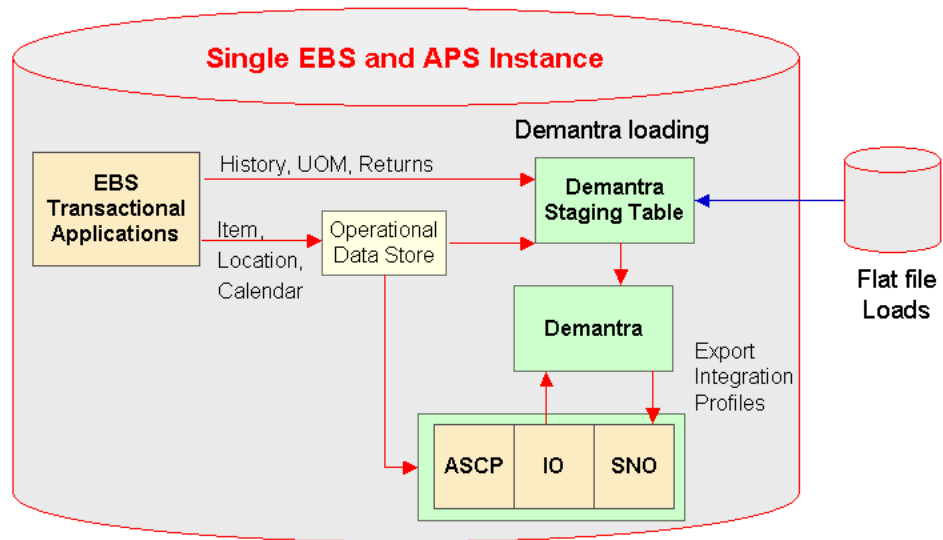 Single EBS and APS Instance
Demantra loading
EBS
Transactional
Applications
History, UOM, Returns
Demantra
Staging Table
Item,
Location,
Calendar
Operational
Data Store
Flat file
Loads
Demantra
Export
Integration
Profiles
ASCP
IO
SNO